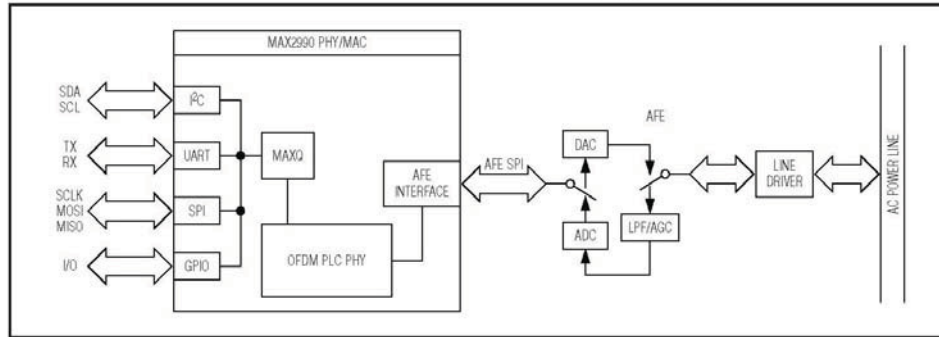 MAX2990 PHY/MAC
SDA
SCL
I²C
TX
RX
UART
MAXQ
SCLK
MOSI
MISO
SPI
I/O
GPIO
OFDM PLC PHY
AFE
INTERFACE
AFE SPI
AFE
DAC
ADC
LPF/AGC
LINE
DRIVER
AC POWER LINE